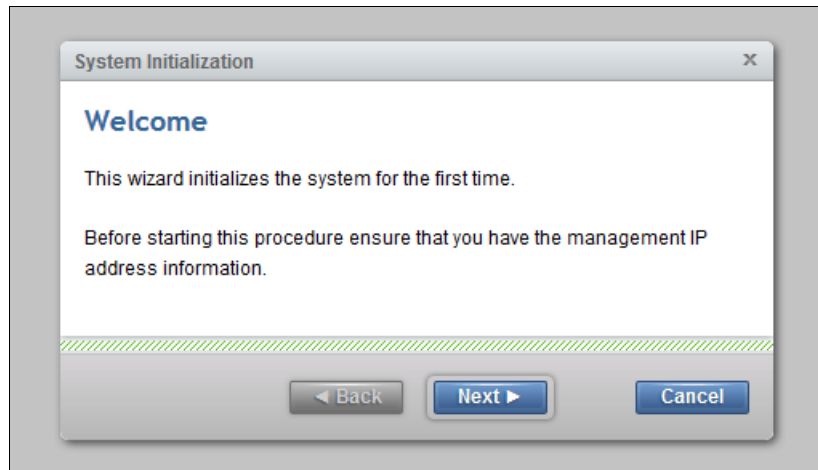 System Initialization x
Welcome
This wizard initializes the system for the first time.
Before starting this procedure ensure that you have the management IP
address information.
◄ Back Next ► Cancel